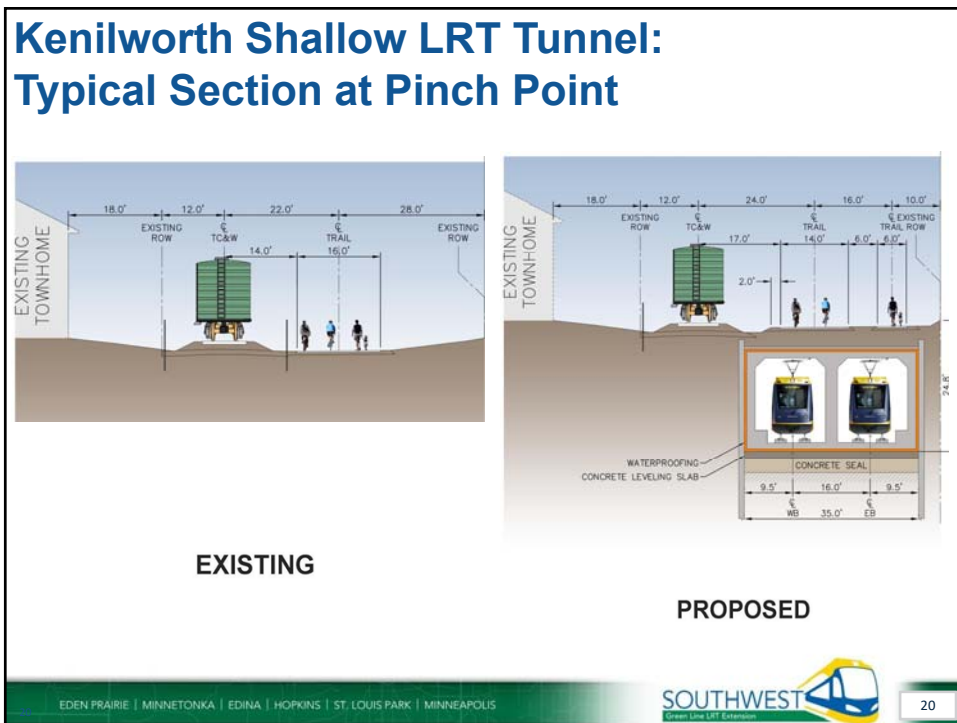 Kenilworth Shallow LRT Tunnel:
Typical Section at Pinch Point
18.0' 12.0' 22.0' 28.0'
EXISTING
TOWNHOME
EXISTING
ROW
℄
TC&W
℄
TRAIL
EXISTING
ROW
14.0' 16.0'
EXISTING
18.0' 12.0' 24.0' 16.0' 10.0'
EXISTING
TOWNHOME
EXISTING
ROW
℄
TC&W
℄
TRAIL
℄ EXISTING
TRAIL ROW
17.0' 14.0' 6.0' 6.0'
2.0'
24.8'
WATERPROOFING
CONCRETE LEVELING SLAB
CONCRETE SEAL
9.5' 16.0' 9.5'
℄ ℄
WB 35.0' EB
PROPOSED
EDEN PRAIRIE | MINNETONKA | EDINA | HOPKINS | ST. LOUIS PARK | MINNEAPOLIS
SOUTHWEST
Green Line LRT Extension
20